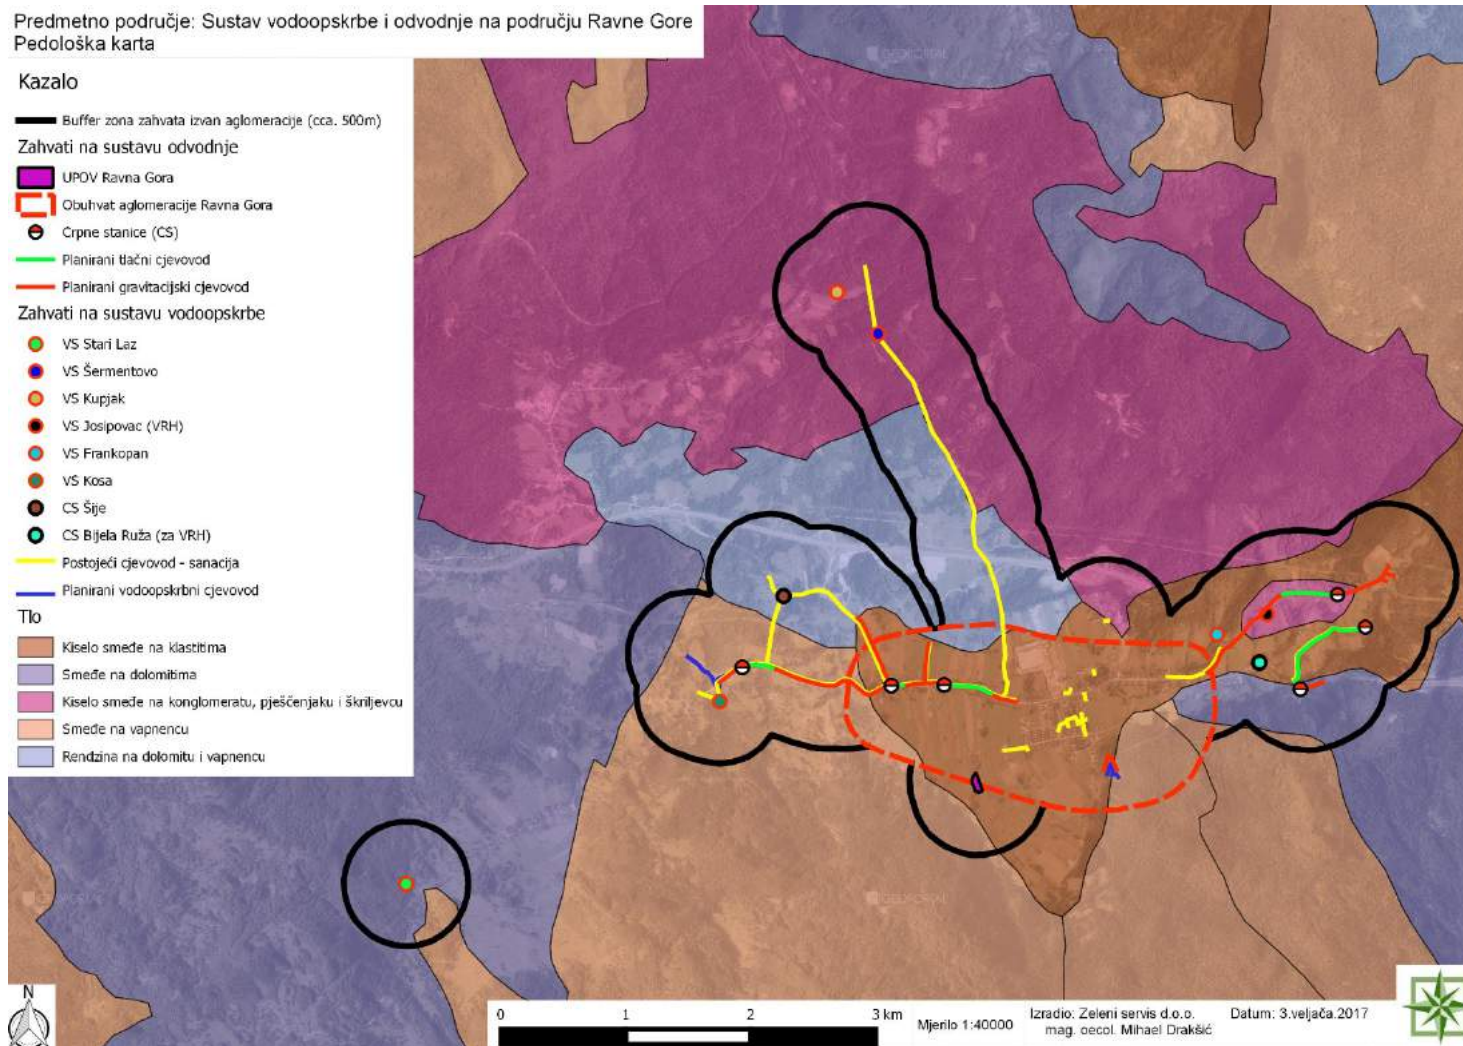 Predmetno područje: Sustav vodoopskrbe i odvodnje na području Ravne Gore
Pedološka karta
Kazalo
Buffer zona zahvata izvan aglomeracije (cca. 500m)
Zahvati na sustavu odvodnje
UPOV Ravna Gora
Obuhvat aglomeracije Ravna Gora
Crpne stanice (CS)
Planirani tlačni cjevovod
Planirani gravitacijski cjevovod
Zahvati na sustavu vodoopskrbe
VS Stari Laz
VS Šermentovo
VS Kupjak
VS Josipovac (VRH)
VS Frankopan
VS Kosa
CS Šije
CS Bijela Ruža (za VRH)
Postojeći cjevovod - sanacija
Planirani vodoopskrbni cjevovod
Tlo
Kiselo smeđe na klastitima
Smeđe na dolomitima
Kiselo smeđe na konglomeratu, pješčenjaku i škriljevcu
Smeđe na vapnencu
Rendzina na dolomitu i vapnencu
N
0 1 2 3 km
Mjerilo 1:40000
Izradio: Zeleni servis d.o.o.
mag. oecol. Mihael Drakšić
Datum: 3.veljača.2017